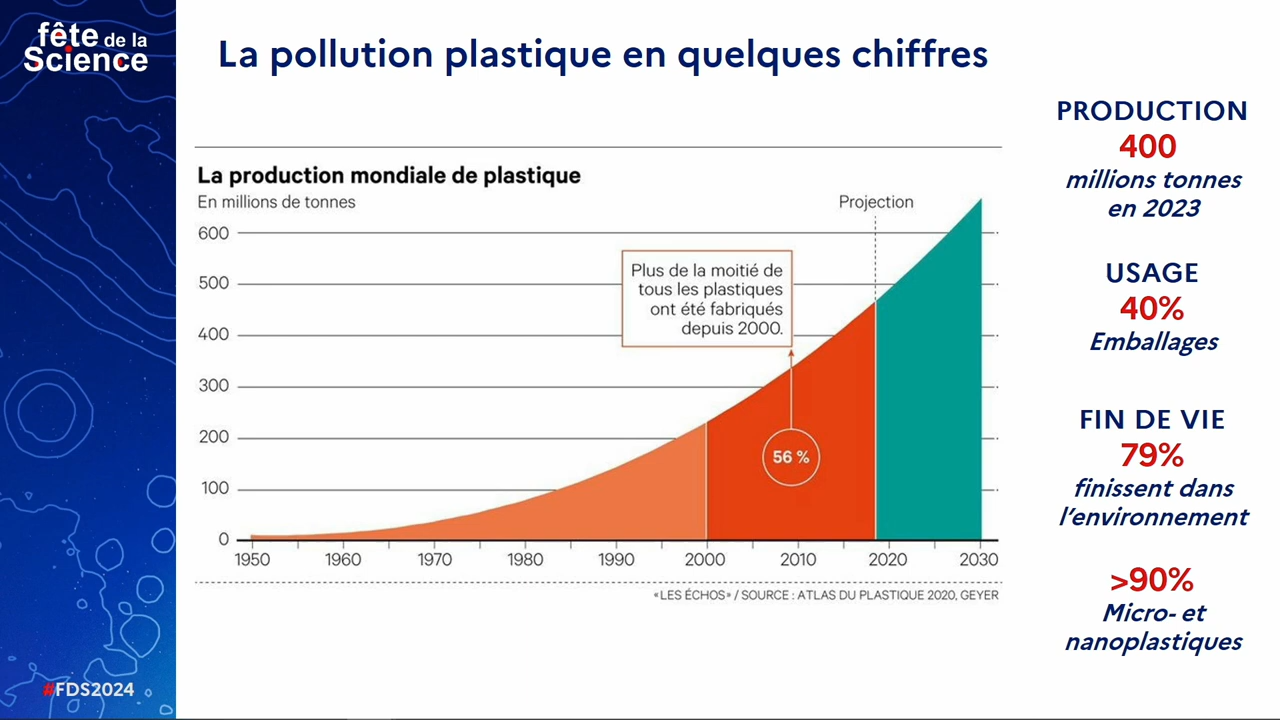 fête de la
Science
La pollution plastique en quelques chiffres
La production mondiale de plastique
En millions de tonnes
Projection
600
500
400
300
200
100
0
Plus de la moitié de
tous les plastiques
ont été fabriqués
depuis 2000.
56 %
1950 1960 1970 1980 1990 2000 2010 2020 2030
«LES ÉCHOS» / SOURCE : ATLAS DU PLASTIQUE 2020, GEYER
PRODUCTION
400
millions tonnes
en 2023
USAGE
40%
Emballages
FIN DE VIE
79%
finissent dans
l'environnement
>90%
Micro- et
nanoplastiques
#FDS2024